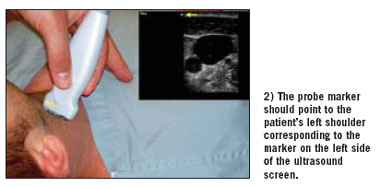 2) The probe marker
should point to the
patient's left shoulder
corresponding to the
marker on the left side
of the ultrasound
screen.